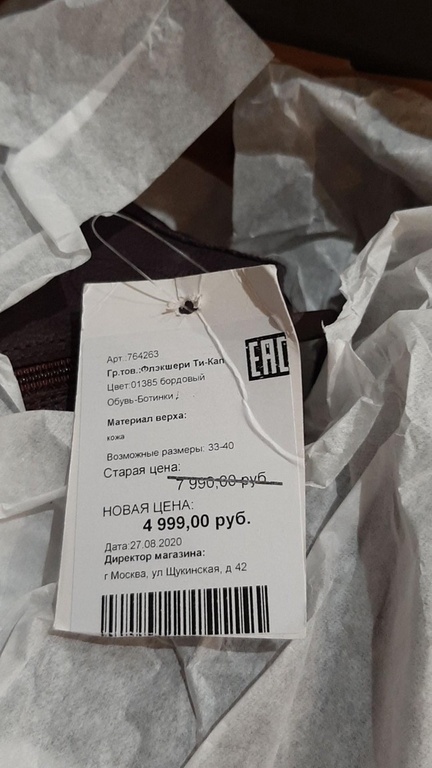 Арт.:764263
Гр.тов.:Флэкшери Ти-Кап
Цвет:01385 бордовый
Обувь-Ботинки
EAC
Материал верха:
кожа
Возможные размеры: 33-40
Старая цена:
7 990,00 руб.
НОВАЯ ЦЕНА:
4 999,00 руб.
Дата:27.08.2020
Директор магазина:
г Москва, ул Щукинская, д 42